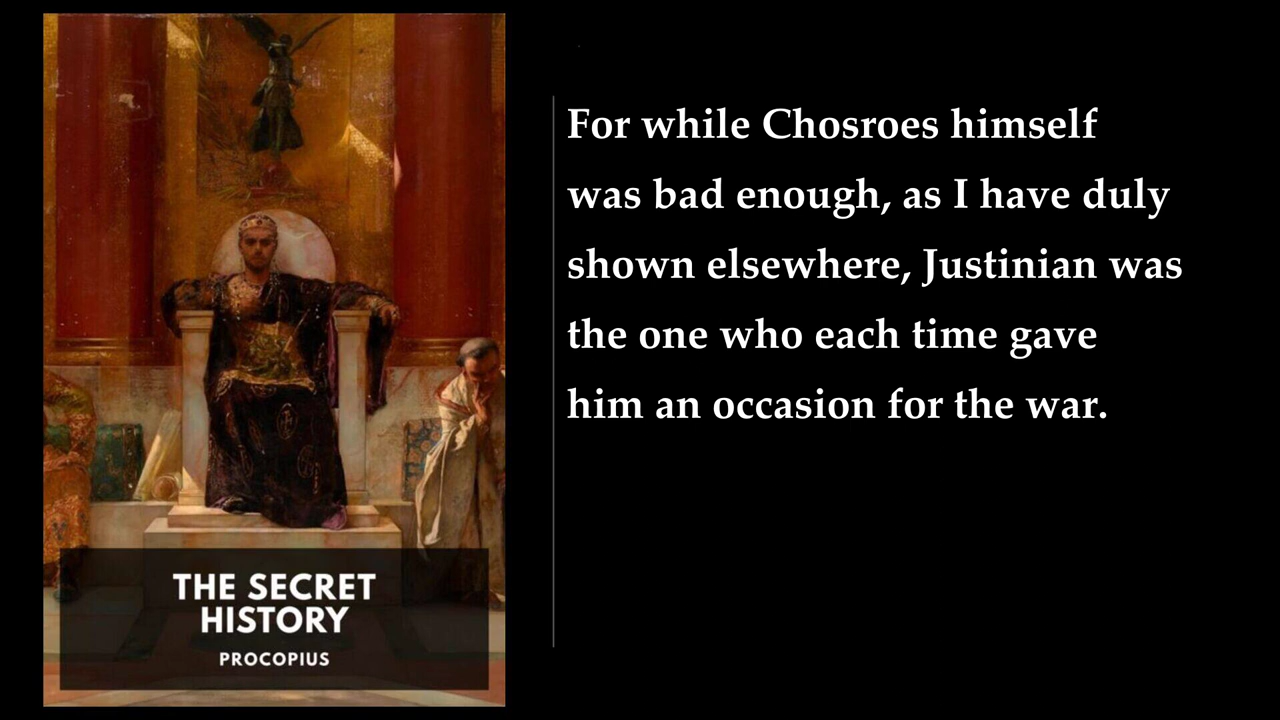 THE SECRET
HISTORY
PROCOPIUS
For while Chosroes himself
was bad enough, as I have duly
shown elsewhere, Justinian was
the one who each time gave
him an occasion for the war.